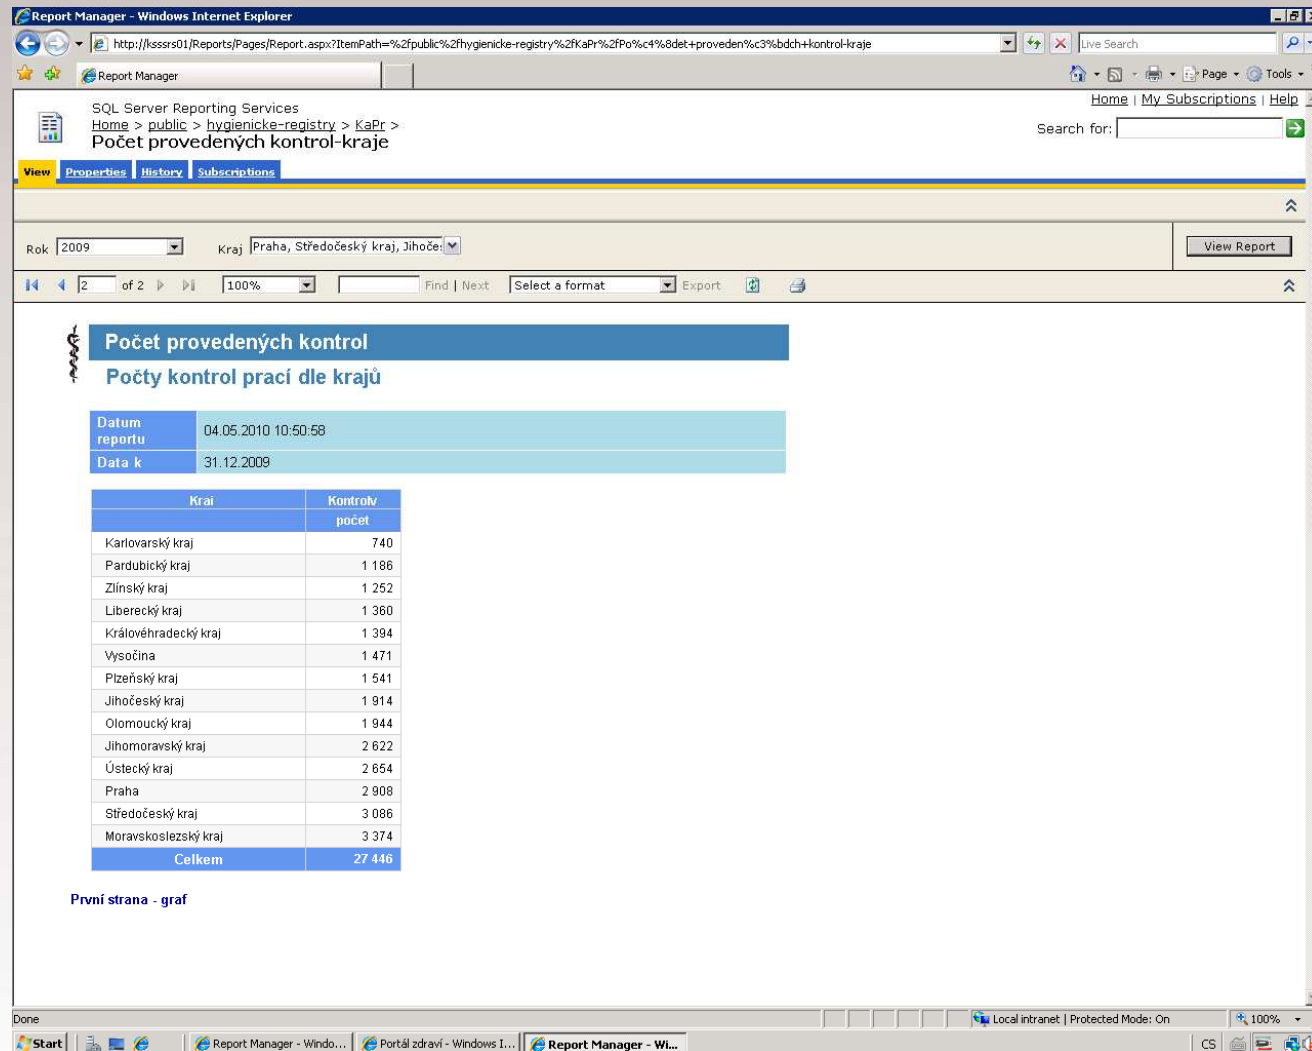 Report Manager - Windows Internet Explorer
http://ksssrs01/Reports/Pages/Report.aspx?ItemPath=%2fpublic%2fhygienicke-registry%2fKaPr%2fPo%c4%8det+proveden%c3%bdch+kontrol-kraje
Live Search
Report Manager
Page Tools
SQL Server Reporting Services
Home | My Subscriptions | Help
Home > public > hygienicke-registry > KaPr >
Počet provedených kontrol-kraje
Search for:
View Properties History Subscriptions
Rok 2009 Kraj Praha, Středočeský kraj, Jihoče: View Report
2 of 2 100% Find | Next Select a format Export
Počet provedených kontrol
Počty kontrol prací dle krajů
Datum reportu 04.05.2010 10:50:58
Data k 31.12.2009
Kraj Kontroly
počet
Karlovarský kraj 740
Pardubický kraj 1 186
Zlínský kraj 1 252
Liberecký kraj 1 360
Královéhradecký kraj 1 394
Vysočina 1 471
Plzeňský kraj 1 541
Jihočeský kraj 1 914
Olomoucký kraj 1 944
Jihomoravský kraj 2 622
Ústecký kraj 2 654
Praha 2 908
Středočeský kraj 3 086
Moravskoslezský kraj 3 374
Celkem 27 446
První strana - graf
Done Local intranet | Protected Mode: On 100%
Start Report Manager - Windo... Portál zdraví - Windows I... Report Manager - Wi... CS